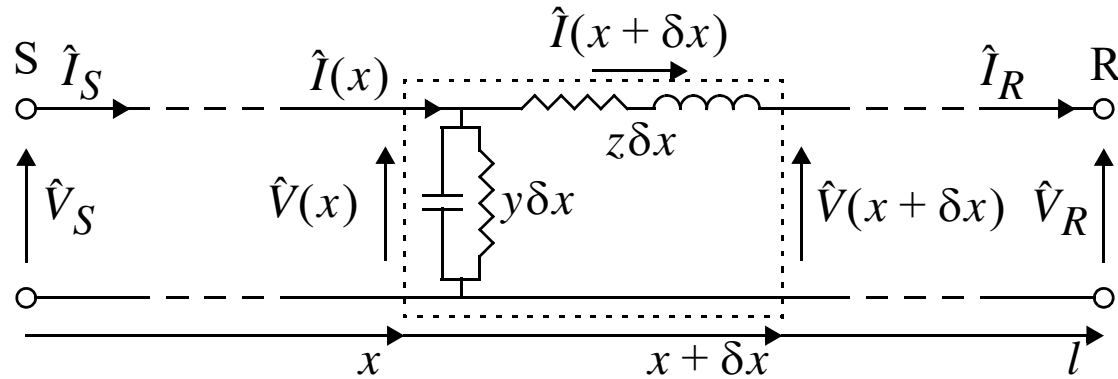 Î(x + δx)
S Î_S Î(x) Î_R R
zδx
V̂_S V̂(x) yδx V̂(x + δx) V̂_R
x x + δx l